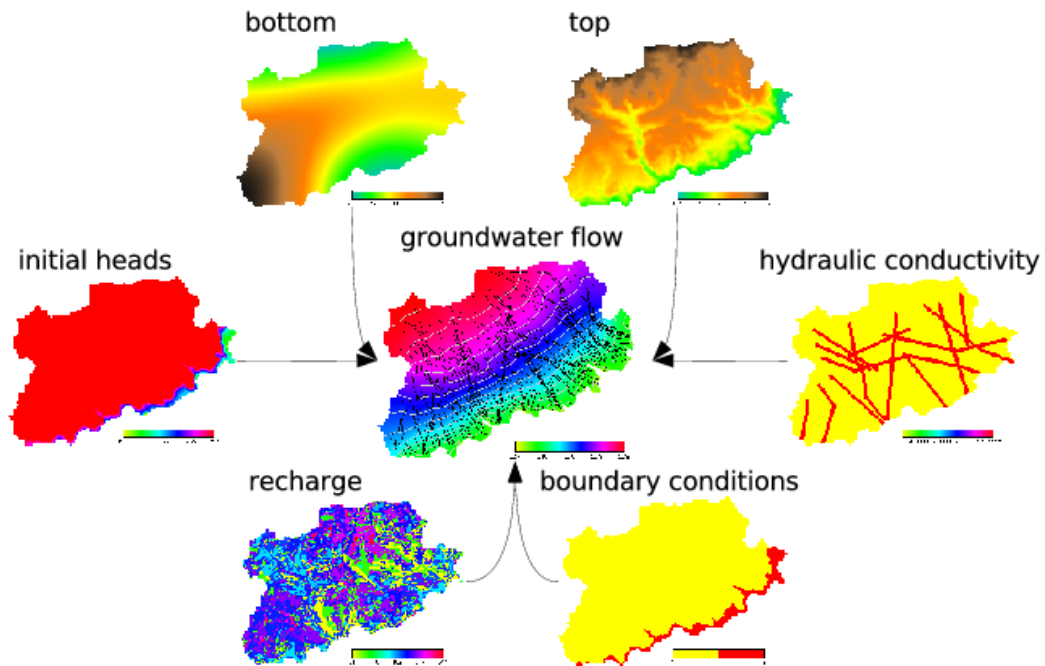 bottom
top
initial heads
groundwater flow
hydraulic conductivity
recharge
boundary conditions